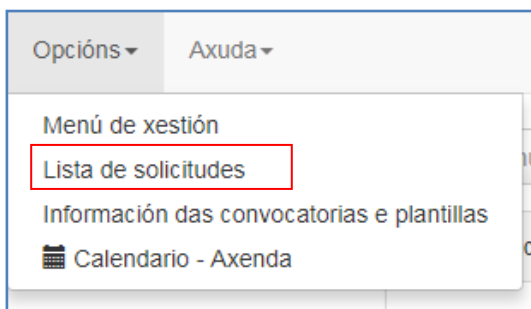 Opcións Axuda
Menú de xestión
Lista de solicitudes
Información das convocatorias e plantillas
Calendario - Axenda